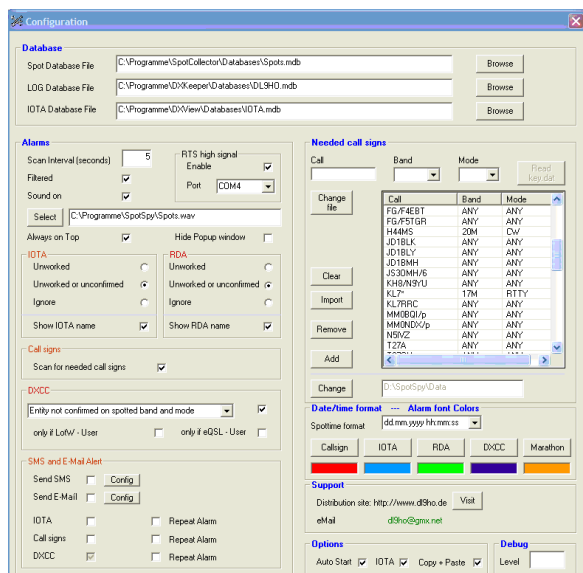 Configuration
Database
Spot Database File C:\Programme\SpotCollector\Databases\Spots.mdb Browse
LOG Database File C:\Programme\DXKeeper\Databases\DL9HO.mdb Browse
IOTA Database File C:\Programme\DXView\Databases\IOTA.mdb Browse
Alarms
Scan Interval (seconds) 5
RTS high signal
Enable
Filtered
Port COM4
Sound on
Select C:\Programme\SpotSpy\Spots.wav
Always on Top Hide Popup window
IOTA
Unworked
Unworked or unconfirmed
Ignore
Show IOTA name
RDA
Unworked
Unworked or unconfirmed
Ignore
Show RDA name
Call signs
Scan for needed call signs
DXCC
Entity not confirmed on spotted band and mode
only if LofW - User only if eQSL - User
SMS and E-Mail Alert
Send SMS Config
Send E-Mail Config
IOTA Repeat Alarm
Call signs Repeat Alarm
DXCC Repeat Alarm
Needed call signs
Call Band Mode
Read key dat
Change file
Clear
Import
Remove
Add
Call Band Mode
FG/F4EBT ANY ANY
FG/F5TGR ANY ANY
H44MS 20M CW
JD1BLK ANY ANY
JD1BLY ANY ANY
JD1BMH ANY ANY
JS3OMH/6 ANY ANY
KH8/N9YU ANY ANY
KL7* 17M RTTY
KL7RRC ANY ANY
MM0BQI/p ANY ANY
MM0NDX/p ANY ANY
N5IVZ ANY ANY
T27A ANY ANY
Change D:\SpotSpy\Data
Date/time format --- Alarm font Colors
Spottime format dd.mm.yyyy hh:mm:ss
Callsign IOTA RDA DXCC Marathon
Support
Distribution site: http://www.dl9ho.de Visit
eMail dl9ho@gmx.net
Options
Auto Start IOTA Copy + Paste
Debug
Level